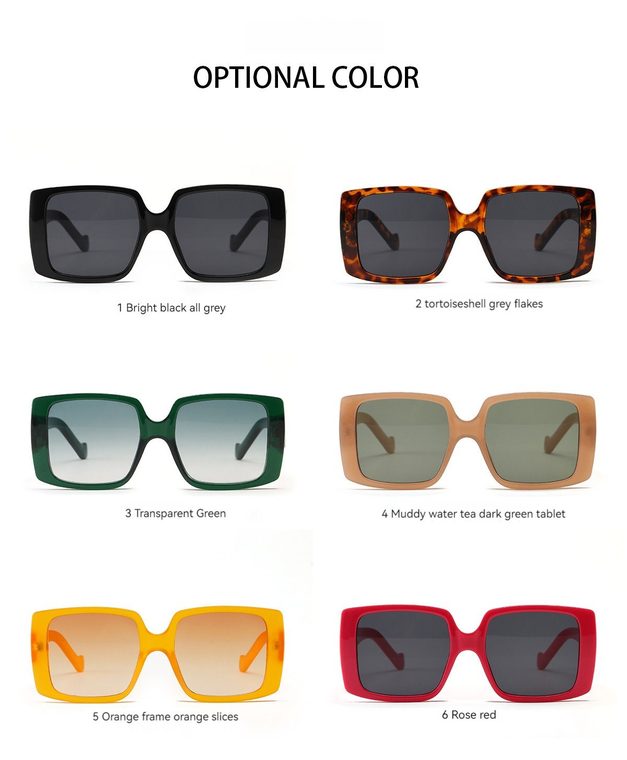 OPTIONAL COLOR
1 Bright black all grey
2 tortoiseshell grey flakes
3 Transparent Green
4 Muddy water tea dark green tablet
5 Orange frame orange slices
6 Rose red